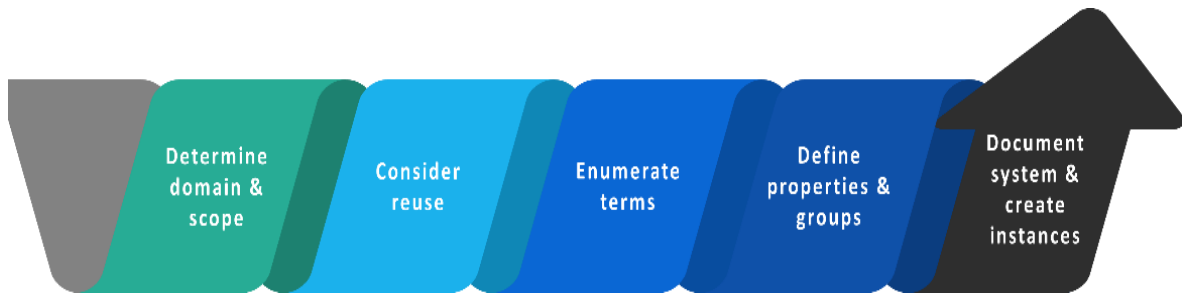 Determine
domain &
scope
Consider
reuse
Enumerate
terms
Define
properties &
groups
Document
system &
create
instances